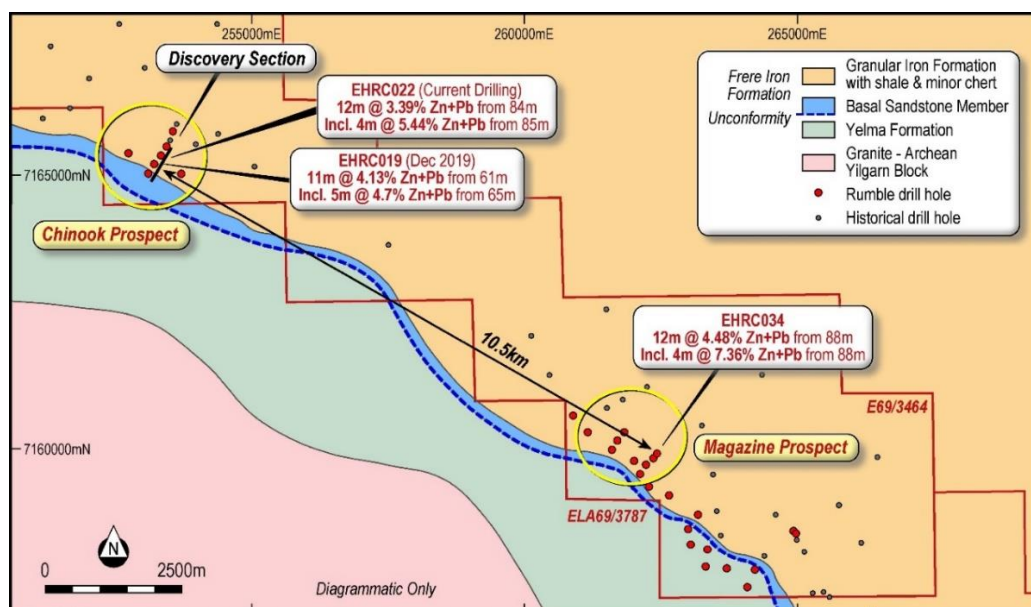 255000mE
260000mE
265000mE
Discovery Section
EHRC022 (Current Drilling)
12m @ 3.39% Zn+Pb from 84m
Incl. 4m @ 5.44% Zn+Pb from 85m
EHRC019 (Dec 2019)
11m @ 4.13% Zn+Pb from 61m
Incl. 5m @ 4.7% Zn+Pb from 65m
Frere Iron
Formation
Unconformity
Granular Iron Formation
with shale & minor chert
Basal Sandstone Member
Yelma Formation
Granite - Archean
Yilgarn Block
Rumble drill hole
Historical drill hole
7165000mN
Chinook Prospect
10.5km
EHRC034
12m @ 4.48% Zn+Pb from 88m
Incl. 4m @ 7.36% Zn+Pb from 88m
E69/3464
7160000mN
Magazine Prospect
ELA69/3787
N
0
2500m
Diagrammatic Only